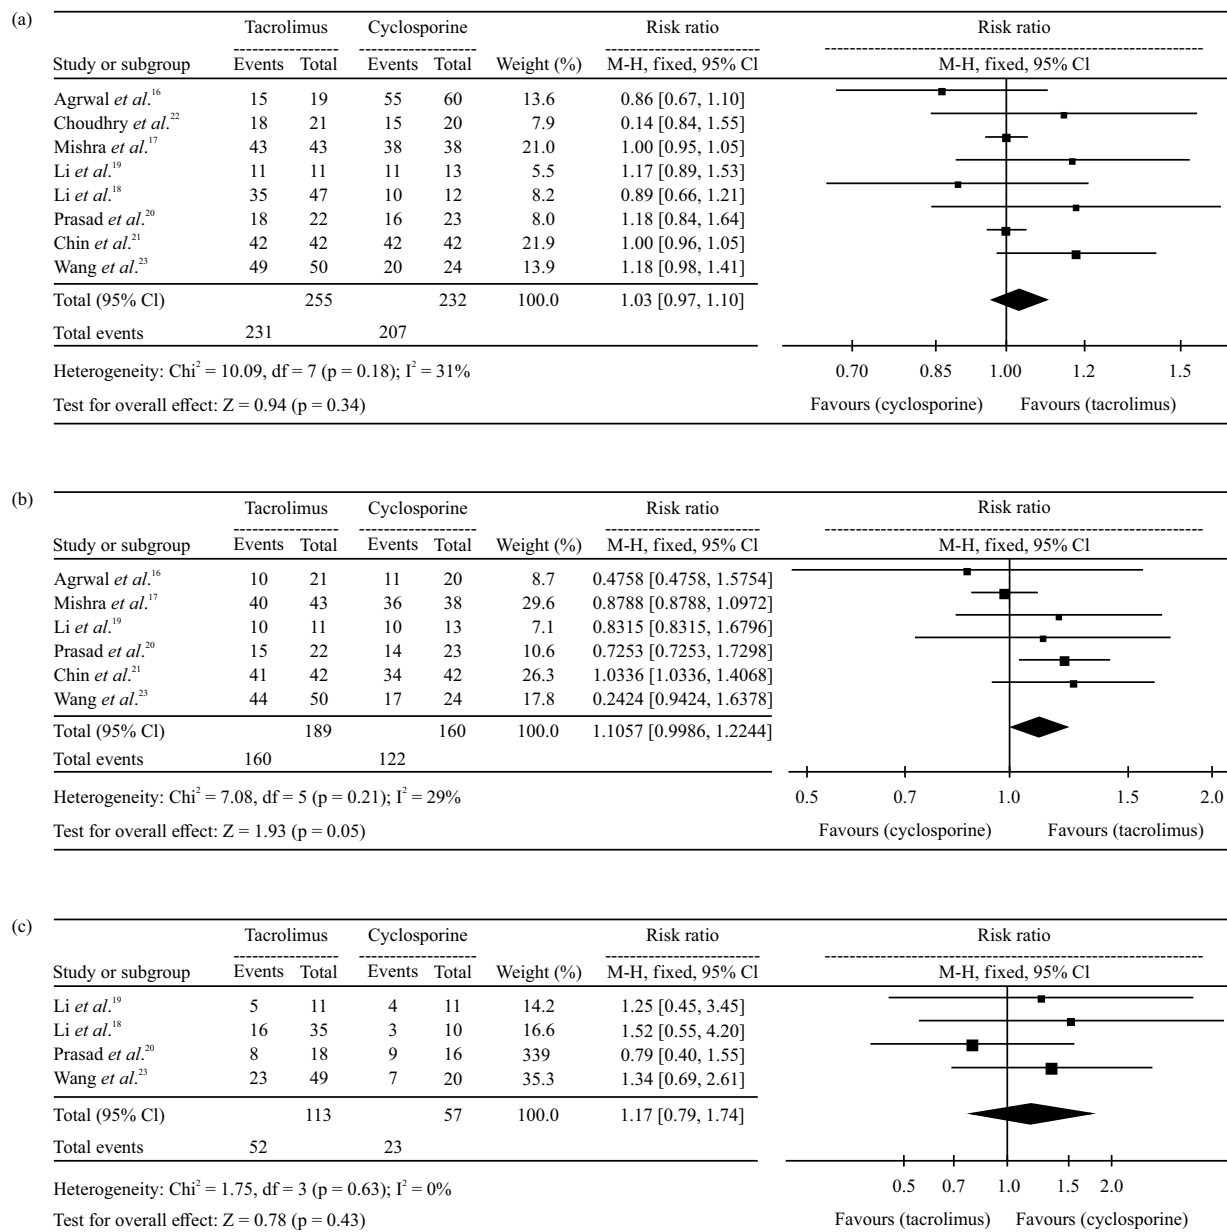 (a)
Tacrolimus Cyclosporine Risk ratio Risk ratio
Study or subgroup Events Total Events Total Weight (%) M-H, fixed, 95% Cl M-H, fixed, 95% Cl
Agrwal et al.16 15 19 55 60 13.6 0.86 [0.67, 1.10]
Choudhry et al.22 18 21 15 20 7.9 0.14 [0.84, 1.55]
Mishra et al.17 43 43 38 38 21.0 1.00 [0.95, 1.05]
Li et al.19 11 11 11 13 5.5 1.17 [0.89, 1.53]
Li et al.18 35 47 10 12 8.2 0.89 [0.66, 1.21]
Prasad et al.20 18 22 16 23 8.0 1.18 [0.84, 1.64]
Chin et al.21 42 42 42 42 21.9 1.00 [0.96, 1.05]
Wang et al.23 49 50 20 24 13.9 1.18 [0.98, 1.41]
Total (95% Cl) 255 232 100.0 1.03 [0.97, 1.10]
Total events 231 207
Heterogeneity: Chi2 = 10.09, df = 7 (p = 0.18); I2 = 31%
0.70 0.85 1.00 1.2 1.5
Test for overall effect: Z = 0.94 (p = 0.34)
Favours (cyclosporine) Favours (tacrolimus)
(b)
Tacrolimus Cyclosporine Risk ratio Risk ratio
Study or subgroup Events Total Events Total Weight (%) M-H, fixed, 95% Cl M-H, fixed, 95% Cl
Agrwal et al.16 10 21 11 20 8.7 0.4758 [0.4758, 1.5754]
Mishra et al.17 40 43 36 38 29.6 0.8788 [0.8788, 1.0972]
Li et al.19 10 11 10 13 7.1 0.8315 [0.8315, 1.6796]
Prasad et al.20 15 22 14 23 10.6 0.7253 [0.7253, 1.7298]
Chin et al.21 41 42 34 42 26.3 1.0336 [1.0336, 1.4068]
Wang et al.23 44 50 17 24 17.8 0.2424 [0.9424, 1.6378]
Total (95% Cl) 189 160 100.0 1.1057 [0.9986, 1.2244]
Total events 160 122
Heterogeneity: Chi2 = 7.08, df = 5 (p = 0.21); I2 = 29%
0.5 0.7 1.0 1.5 2.0
Test for overall effect: Z = 1.93 (p = 0.05)
Favours (cyclosporine) Favours (tacrolimus)
(c)
Tacrolimus Cyclosporine Risk ratio Risk ratio
Study or subgroup Events Total Events Total Weight (%) M-H, fixed, 95% Cl M-H, fixed, 95% Cl
Li et al.19 5 11 4 11 14.2 1.25 [0.45, 3.45]
Li et al.18 16 35 3 10 16.6 1.52 [0.55, 4.20]
Prasad et al.20 8 18 9 16 339 0.79 [0.40, 1.55]
Wang et al.23 23 49 7 20 35.3 1.34 [0.69, 2.61]
Total (95% Cl) 113 57 100.0 1.17 [0.79, 1.74]
Total events 52 23
Heterogeneity: Chi2 = 1.75, df = 3 (p = 0.63); I2 = 0%
0.5 0.7 1.0 1.5 2.0
Test for overall effect: Z = 0.78 (p = 0.43)
Favours (tacrolimus) Favours (cyclosporine)